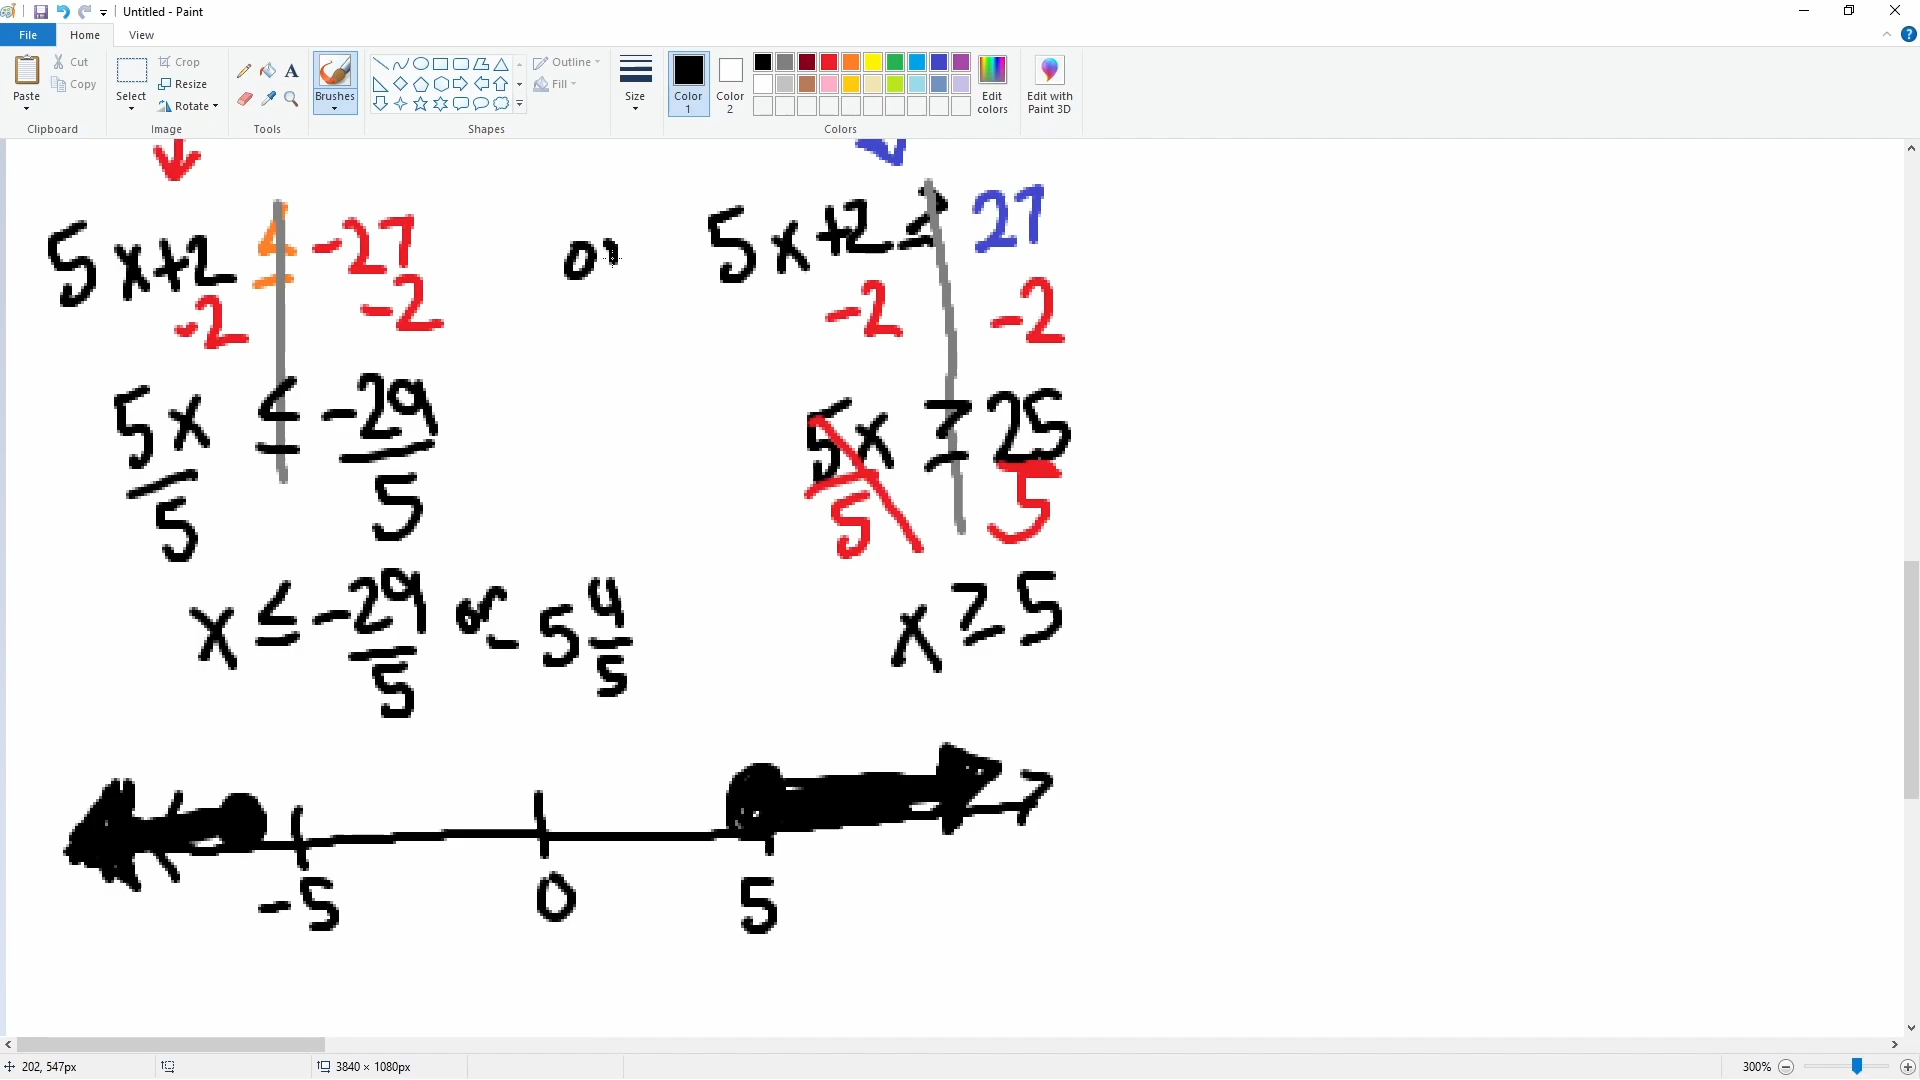 Untitled - Paint
File Home View
Paste Cut Copy Clipboard
Select Crop Resize Rotate Image
Tools
Brushes
Outline Fill Shapes
Size
Color 1 Color 2 Edit colors Colors
Edit with Paint 3D
5x+2 ≤ -27 or 5x+2 ≥ 27
-2 -2 -2 -2
5x ≤ -29 5x ≥ 25
5 5 5 5
x ≤ -29/5 or -5 4/5 x ≥ 5
-5 0 5
202, 547px 3840 × 1080px 300%